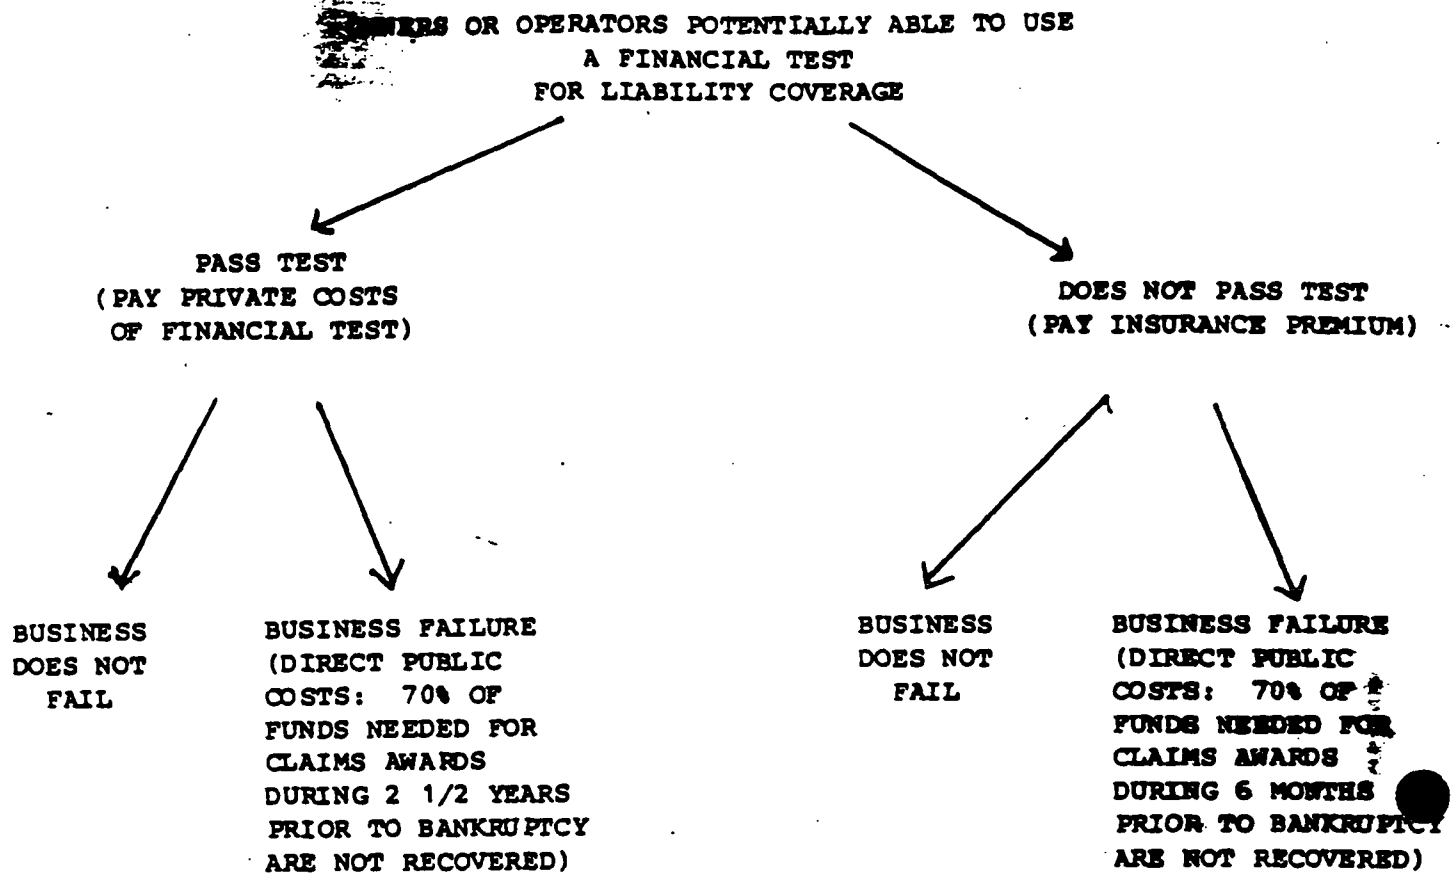 OWNERS OR OPERATORS POTENTIALLY ABLE TO USE
A FINANCIAL TEST
FOR LIABILITY COVERAGE
PASS TEST
(PAY PRIVATE COSTS
OF FINANCIAL TEST)
DOES NOT PASS TEST
(PAY INSURANCE PREMIUM)
BUSINESS
DOES NOT
FAIL
BUSINESS FAILURE
(DIRECT PUBLIC
COSTS: 70% OF
FUNDS NEEDED FOR
CLAIMS AWARDS
DURING 2 1/2 YEARS
PRIOR TO BANKRUPTCY
ARE NOT RECOVERED)
BUSINESS
DOES NOT
FAIL
BUSINESS FAILURE
(DIRECT PUBLIC
COSTS: 70% OF
FUNDS NEEDED FOR
CLAIMS AWARDS
DURING 6 MONTHS
PRIOR TO BANKRUPTCY
ARE NOT RECOVERED)